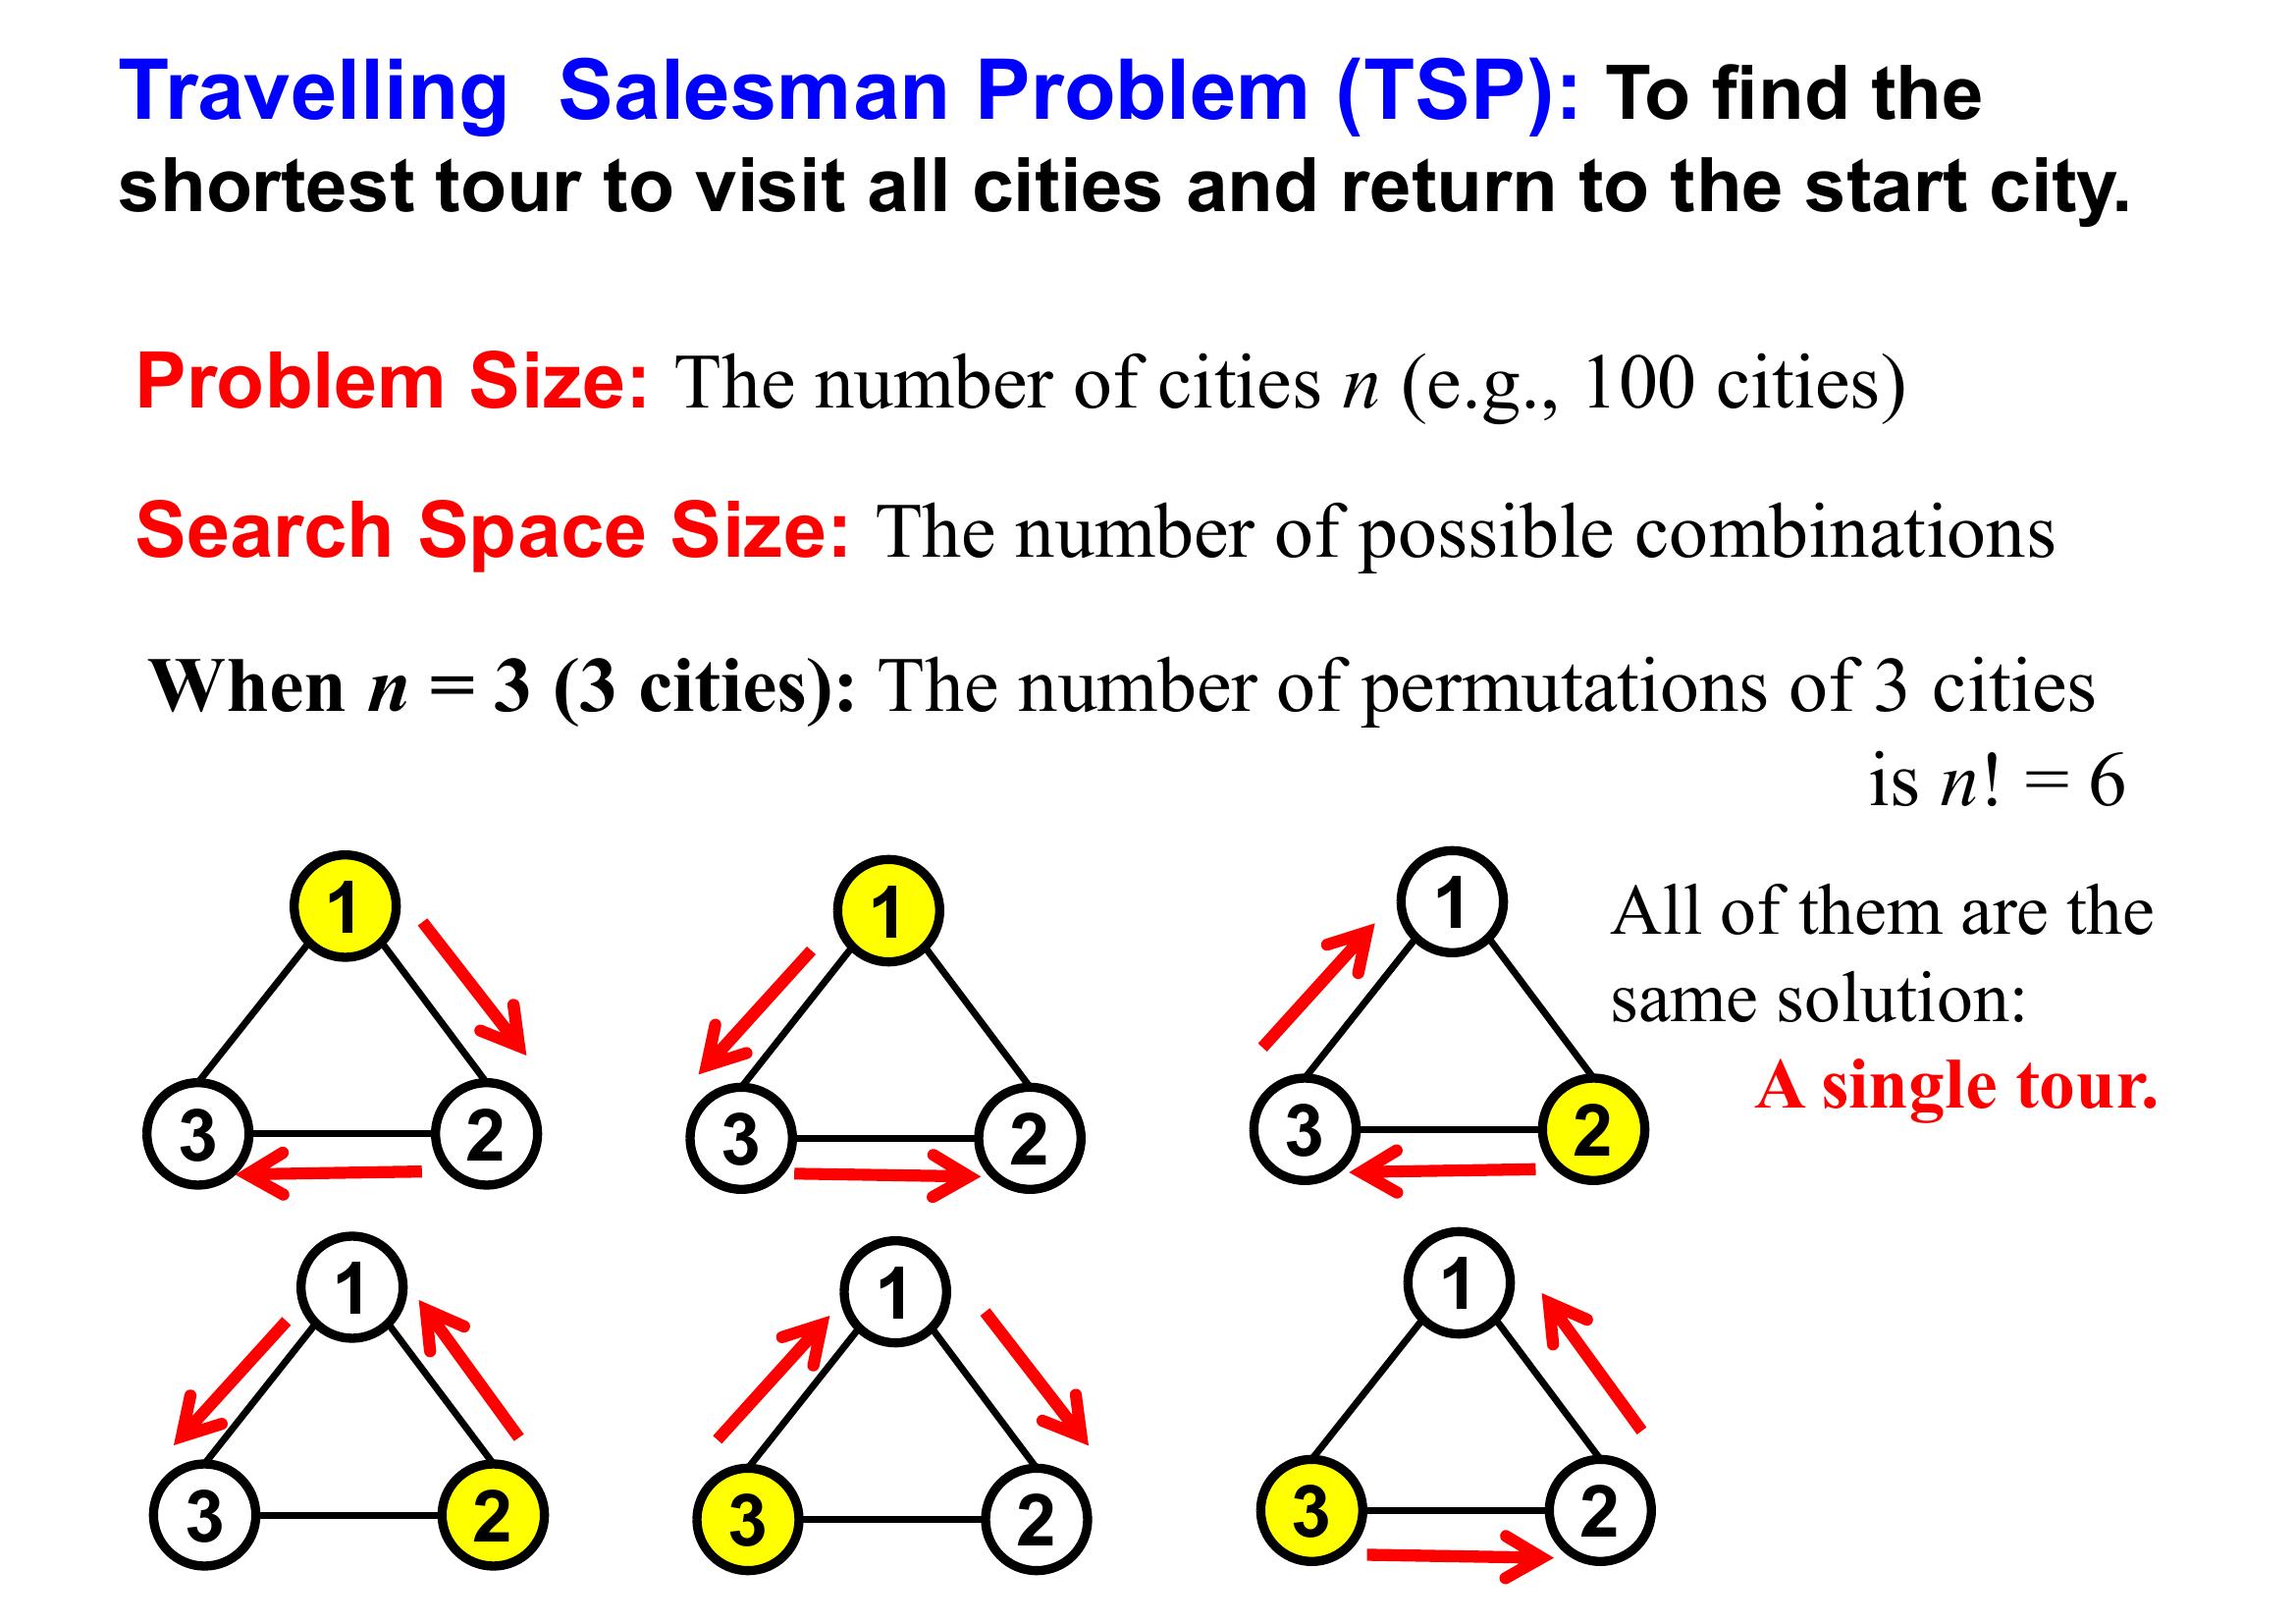 Travelling Salesman Problem (TSP): To find the
shortest tour to visit all cities and return to the start city.
Problem Size: The number of cities n (e.g., 100 cities)
Search Space Size: The number of possible combinations
When n = 3 (3 cities): The number of permutations of 3 cities
is n! = 6
1
3
2
1
3
2
1
3
2
All of them are the
same solution:
A single tour.
1
3
2
1
3
2
1
3
2